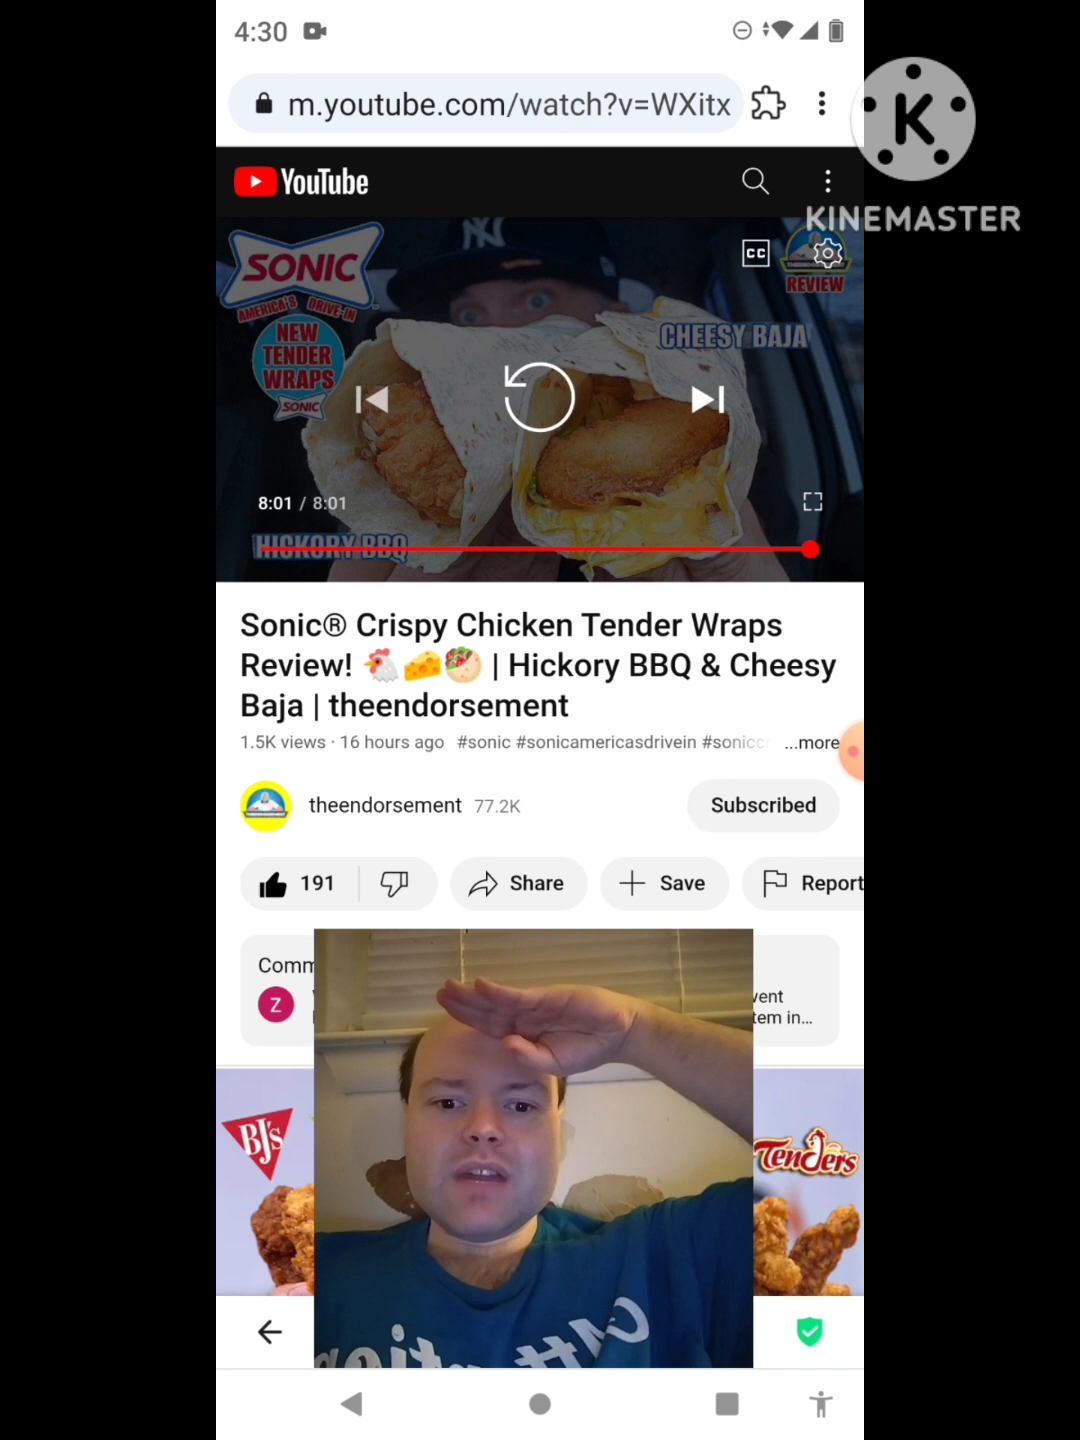 4:30
m.youtube.com/watch?v=WXitx
K
KINEMASTER
YouTube
NY
CC
SONIC
AMERICA'S DRIVE-IN
REVIEW
NEW
TENDER
WRAPS
SONIC
CHEESY BAJA
8:01 / 8:01
HICKORY BBQ
Sonic® Crispy Chicken Tender Wraps
Review! 🐔🧀🥙 | Hickory BBQ & Cheesy
Baja | theendorsement
1.5K views · 16 hours ago #sonic #sonicamericasdrivein #soniccr ...more
theendorsement 77.2K
Subscribed
191
Share
Save
Report
Comm
Z
vent
tem in...
BJ's
Tenders